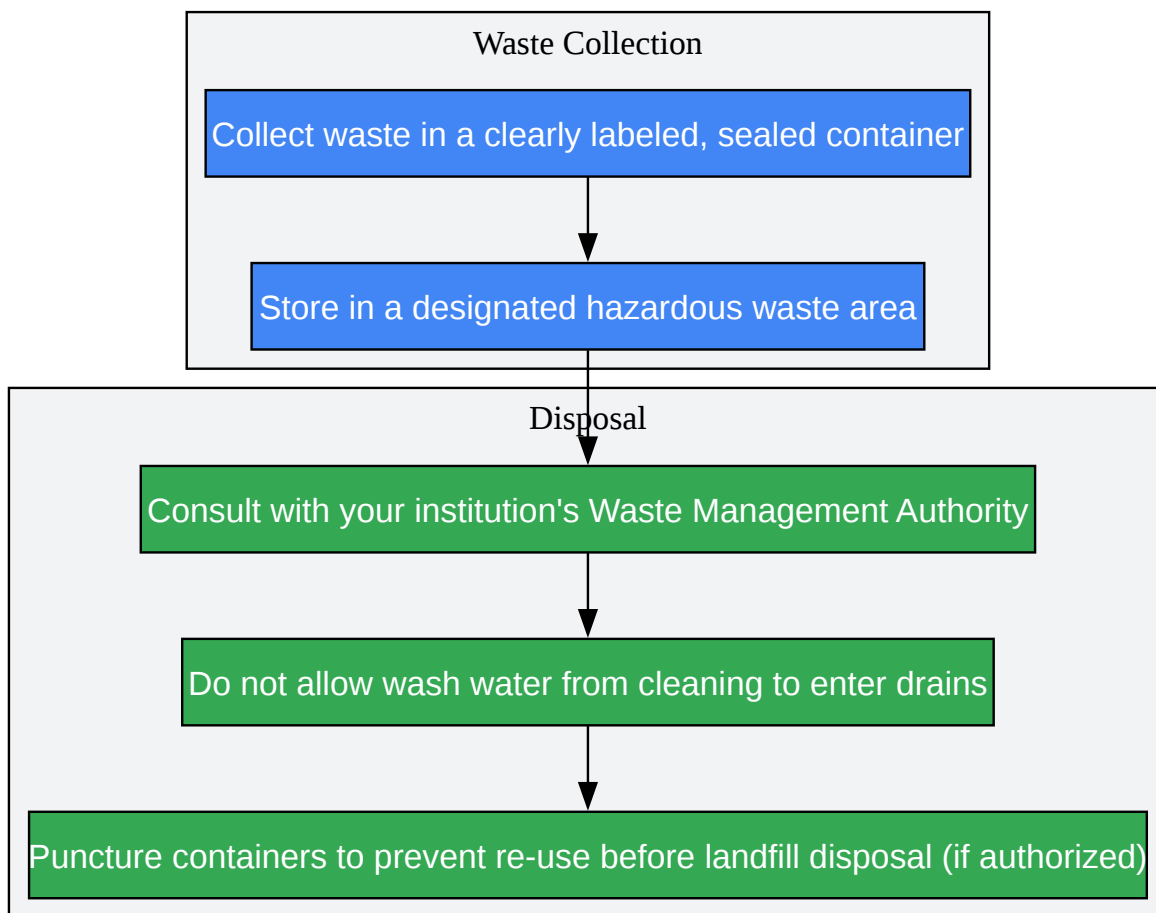 Waste Collection
Collect waste in a clearly labeled, sealed container
Store in a designated hazardous waste area
Disposal
Consult with your institution's Waste Management Authority
Do not allow wash water from cleaning to enter drains
Puncture containers to prevent re-use before landfill disposal (if authorized)